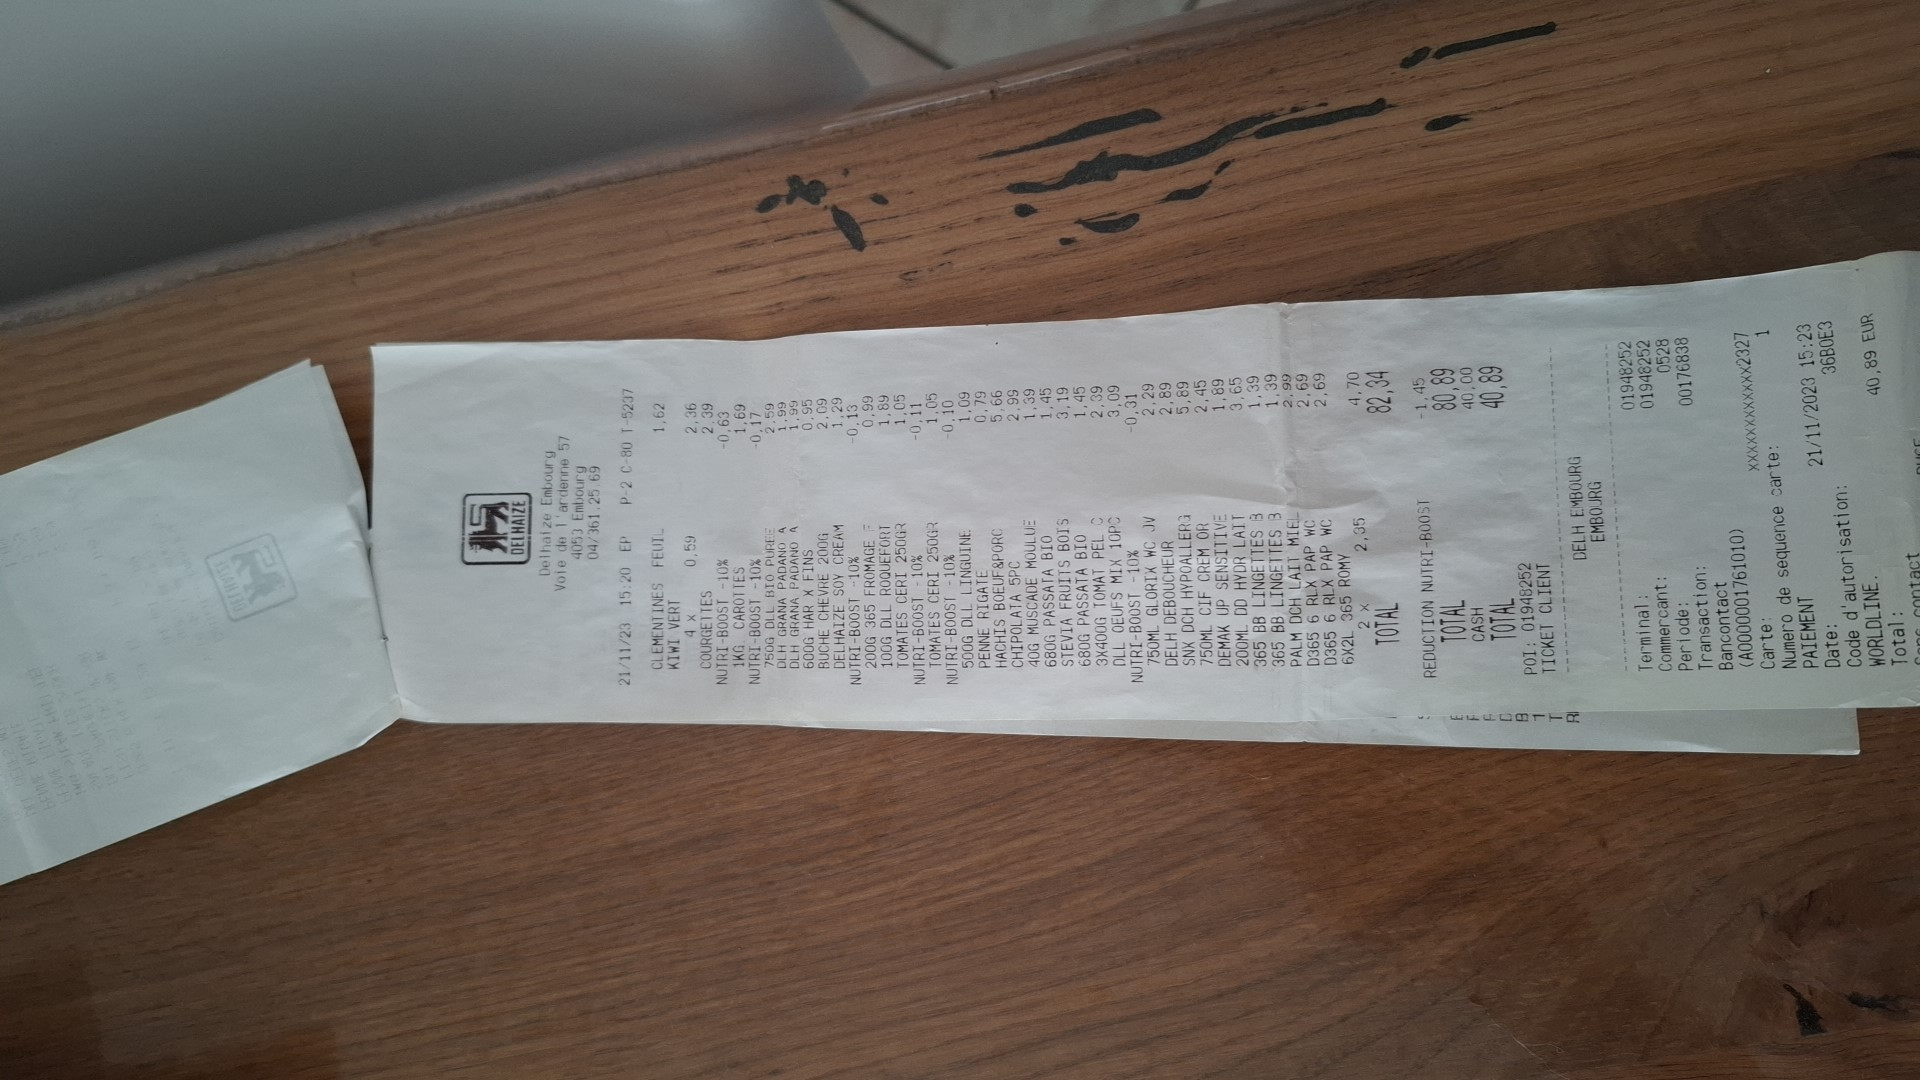 DELHAIZE
Delhaize Embourg
Voie de l'ardenne 57
4053 Embourg
04/361.25.69
21/11/23 15:20 EP P-2 C-80 T-5237
CLEMENTINES FEUIL 1,62
KIWI VERT
4 x 0,59 2,36
COURGETTES 2,39
NUTRI-BOOST -10% -0,63
1KG CAROTTES 1,69
NUTRI-BOOST -10% -0,17
750G DLL BIO PUREE 2,59
DLH GRANA PADANO A 1,99
DLH GRANA PADANO A 1,99
600G HAR X FINS 0,95
BUCHE CHEVRE 200G 2,09
DELHAIZE SOY CREAM 1,29
NUTRI-BOOST -10% -0,13
200G 365 FROMAGE F 0,99
100G DLL ROQUEFORT 1,89
TOMATES CERI 250GR 1,05
NUTRI-BOOST -10% -0,11
TOMATES CERI 250GR 1,05
NUTRI-BOOST -10% -0,10
500G DLL LINGUINE 1,09
PENNE RIGATE 0,79
HACHIS BOEUF&PORC 5,66
CHIPOLATA 5PC 2,99
40G MUSCADE MOULUE 1,39
680G PASSATA BIO 1,45
STEVIA FRUITS BOIS 3,19
680G PASSATA BIO 1,45
3X400G TOMAT PEL C 2,39
DLL OEUFS MIX 10PC 3,09
NUTRI-BOOST -10% -0,31
750ML GLORIX WC JV 2,29
DELH DEBOUCHEUR 2,89
SNX DCH HYPOALLERG 5,89
750ML CIF CREM OR 2,45
DEMAK UP SENSITIVE 1,89
200ML DD HYDR LAIT 3,65
365 BB LINGETTES B 1,39
365 BB LINGETTES B 1,39
PALM DCH LAIT MIEL 2,99
D365 6 RLX PAP WC 2,69
D365 6 RLX PAP WC 2,69
6X2L 365 ROMY
2 x 2,35 4,70
TOTAL 82,34
REDUCTION NUTRI-BOOST -1,45
TOTAL 80,89
CASH 40,00
TOTAL 40,89
POI: 01948252
TICKET CLIENT
DELH EMBOURG
EMBOURG
Terminal: 01948252
Commercant: 01948252
Periode: 0528
Transaction: 00176838
Bancontact
(A0000001761010)
Carte: XXXXXXXXXXXXX2327
Numero de sequence carte: 1
PAIEMENT
Date: 21/11/2023 15:23
Code d'autorisation: 36B0E3
WORLDLINE.
Total: 40,89 EUR
Sans contact